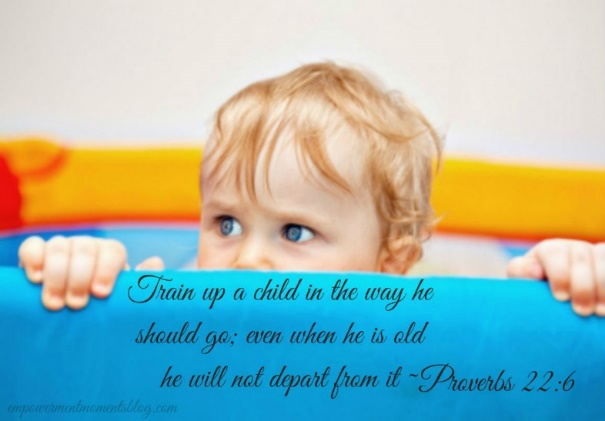 Train up a child in the way he
should go; even when he is old
he will not depart from it ~Proverbs 22:6
empowermentmomentsblog.com